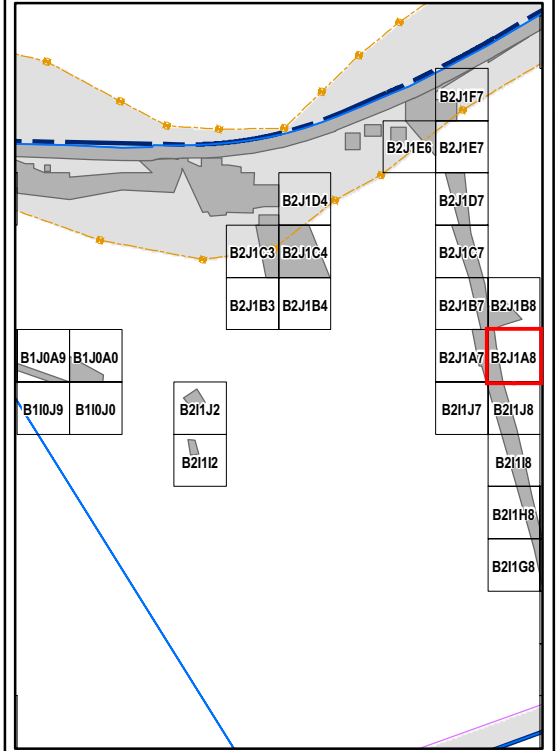 B2J1F7
B2J1E6 B2J1E7
B2J1D4 B2J1D7
B2J1C3 B2J1C4 B2J1C7
B2J1B3 B2J1B4 B2J1B7 B2J1B8
B1J0A9 B1J0A0 B2J1A7 B2J1A8
B1I0J9 B1I0J0 B2I1J2 B2I1J7 B2I1J8
B2I1I2 B2I1I8
B2I1H8
B2I1G8